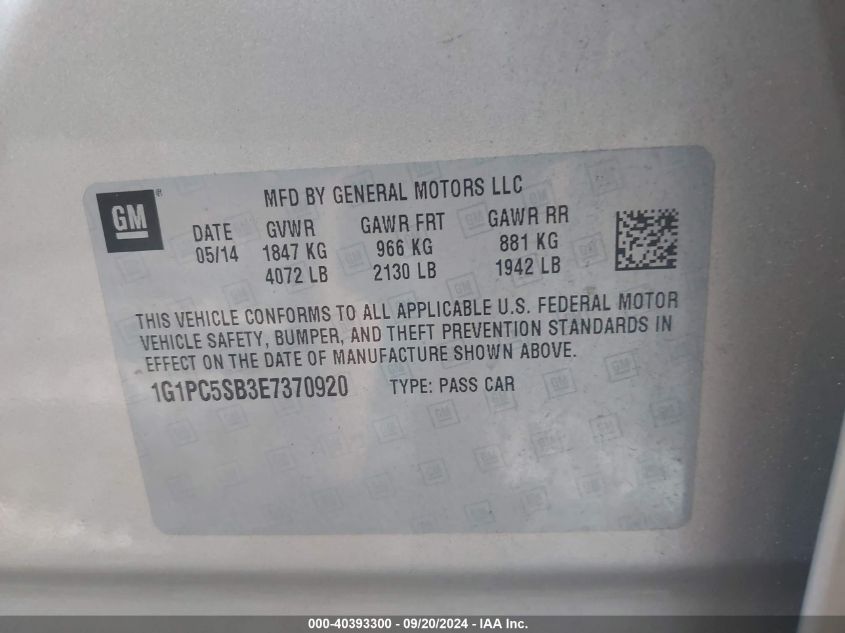 GM ®
MFD BY GENERAL MOTORS LLC
DATE GVWR GAWR FRT GAWR RR
05/14 1847 KG 966 KG 881 KG
4072 LB 2130 LB 1942 LB
THIS VEHICLE CONFORMS TO ALL APPLICABLE U.S. FEDERAL MOTOR
VEHICLE SAFETY, BUMPER, AND THEFT PREVENTION STANDARDS IN
EFFECT ON THE DATE OF MANUFACTURE SHOWN ABOVE.
1G1PC5SB3E7370920 TYPE: PASS CAR
000-40393300 - 09/20/2024 - IAA Inc.